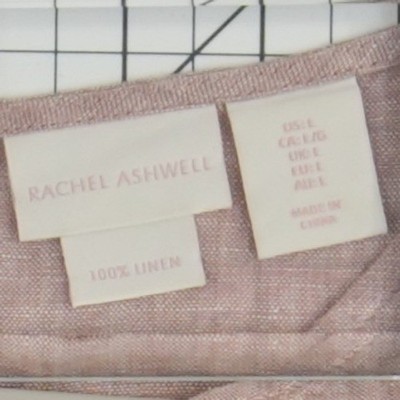 RACHEL ASHWELL
100% LINEN
US: L
CA: L/G
UK: L
EU: L
AU: L
MADE IN
CHINA